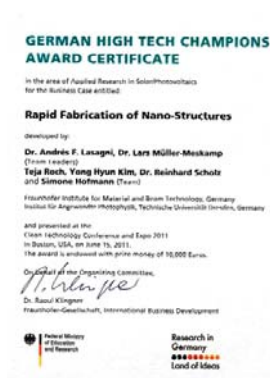 GERMAN HIGH TECH CHAMPIONS
AWARD CERTIFICATE
in the area of Applied Research in Solar/Photovoltaics
for the Business Case entitled:
Rapid Fabrication of Nano-Structures
developed by:
Dr. Andrés F. Lasagni, Dr. Lars Müller-Meskamp
(Team Leaders)
Teja Roch, Yong Hyun Kim, Dr. Reinhard Scholz
and Simone Hofmann (Team)
Fraunhofer Institute for Material and Beam Technology, Germany
Institut für Angewandte Photophysik, Technische Universität Dresden, Germany
and presented at the
Clean Technology Conference and Expo 2011
in Boston, USA, on June 15, 2011.
The award is endowed with prize money of 10,000 Euros.
On behalf of the Organizing Committee,
Dr. Raoul Klingner
Fraunhofer-Gesellschaft, International Business Development
Federal Ministry
of Education
and Research
Research in
Germany
Land of Ideas